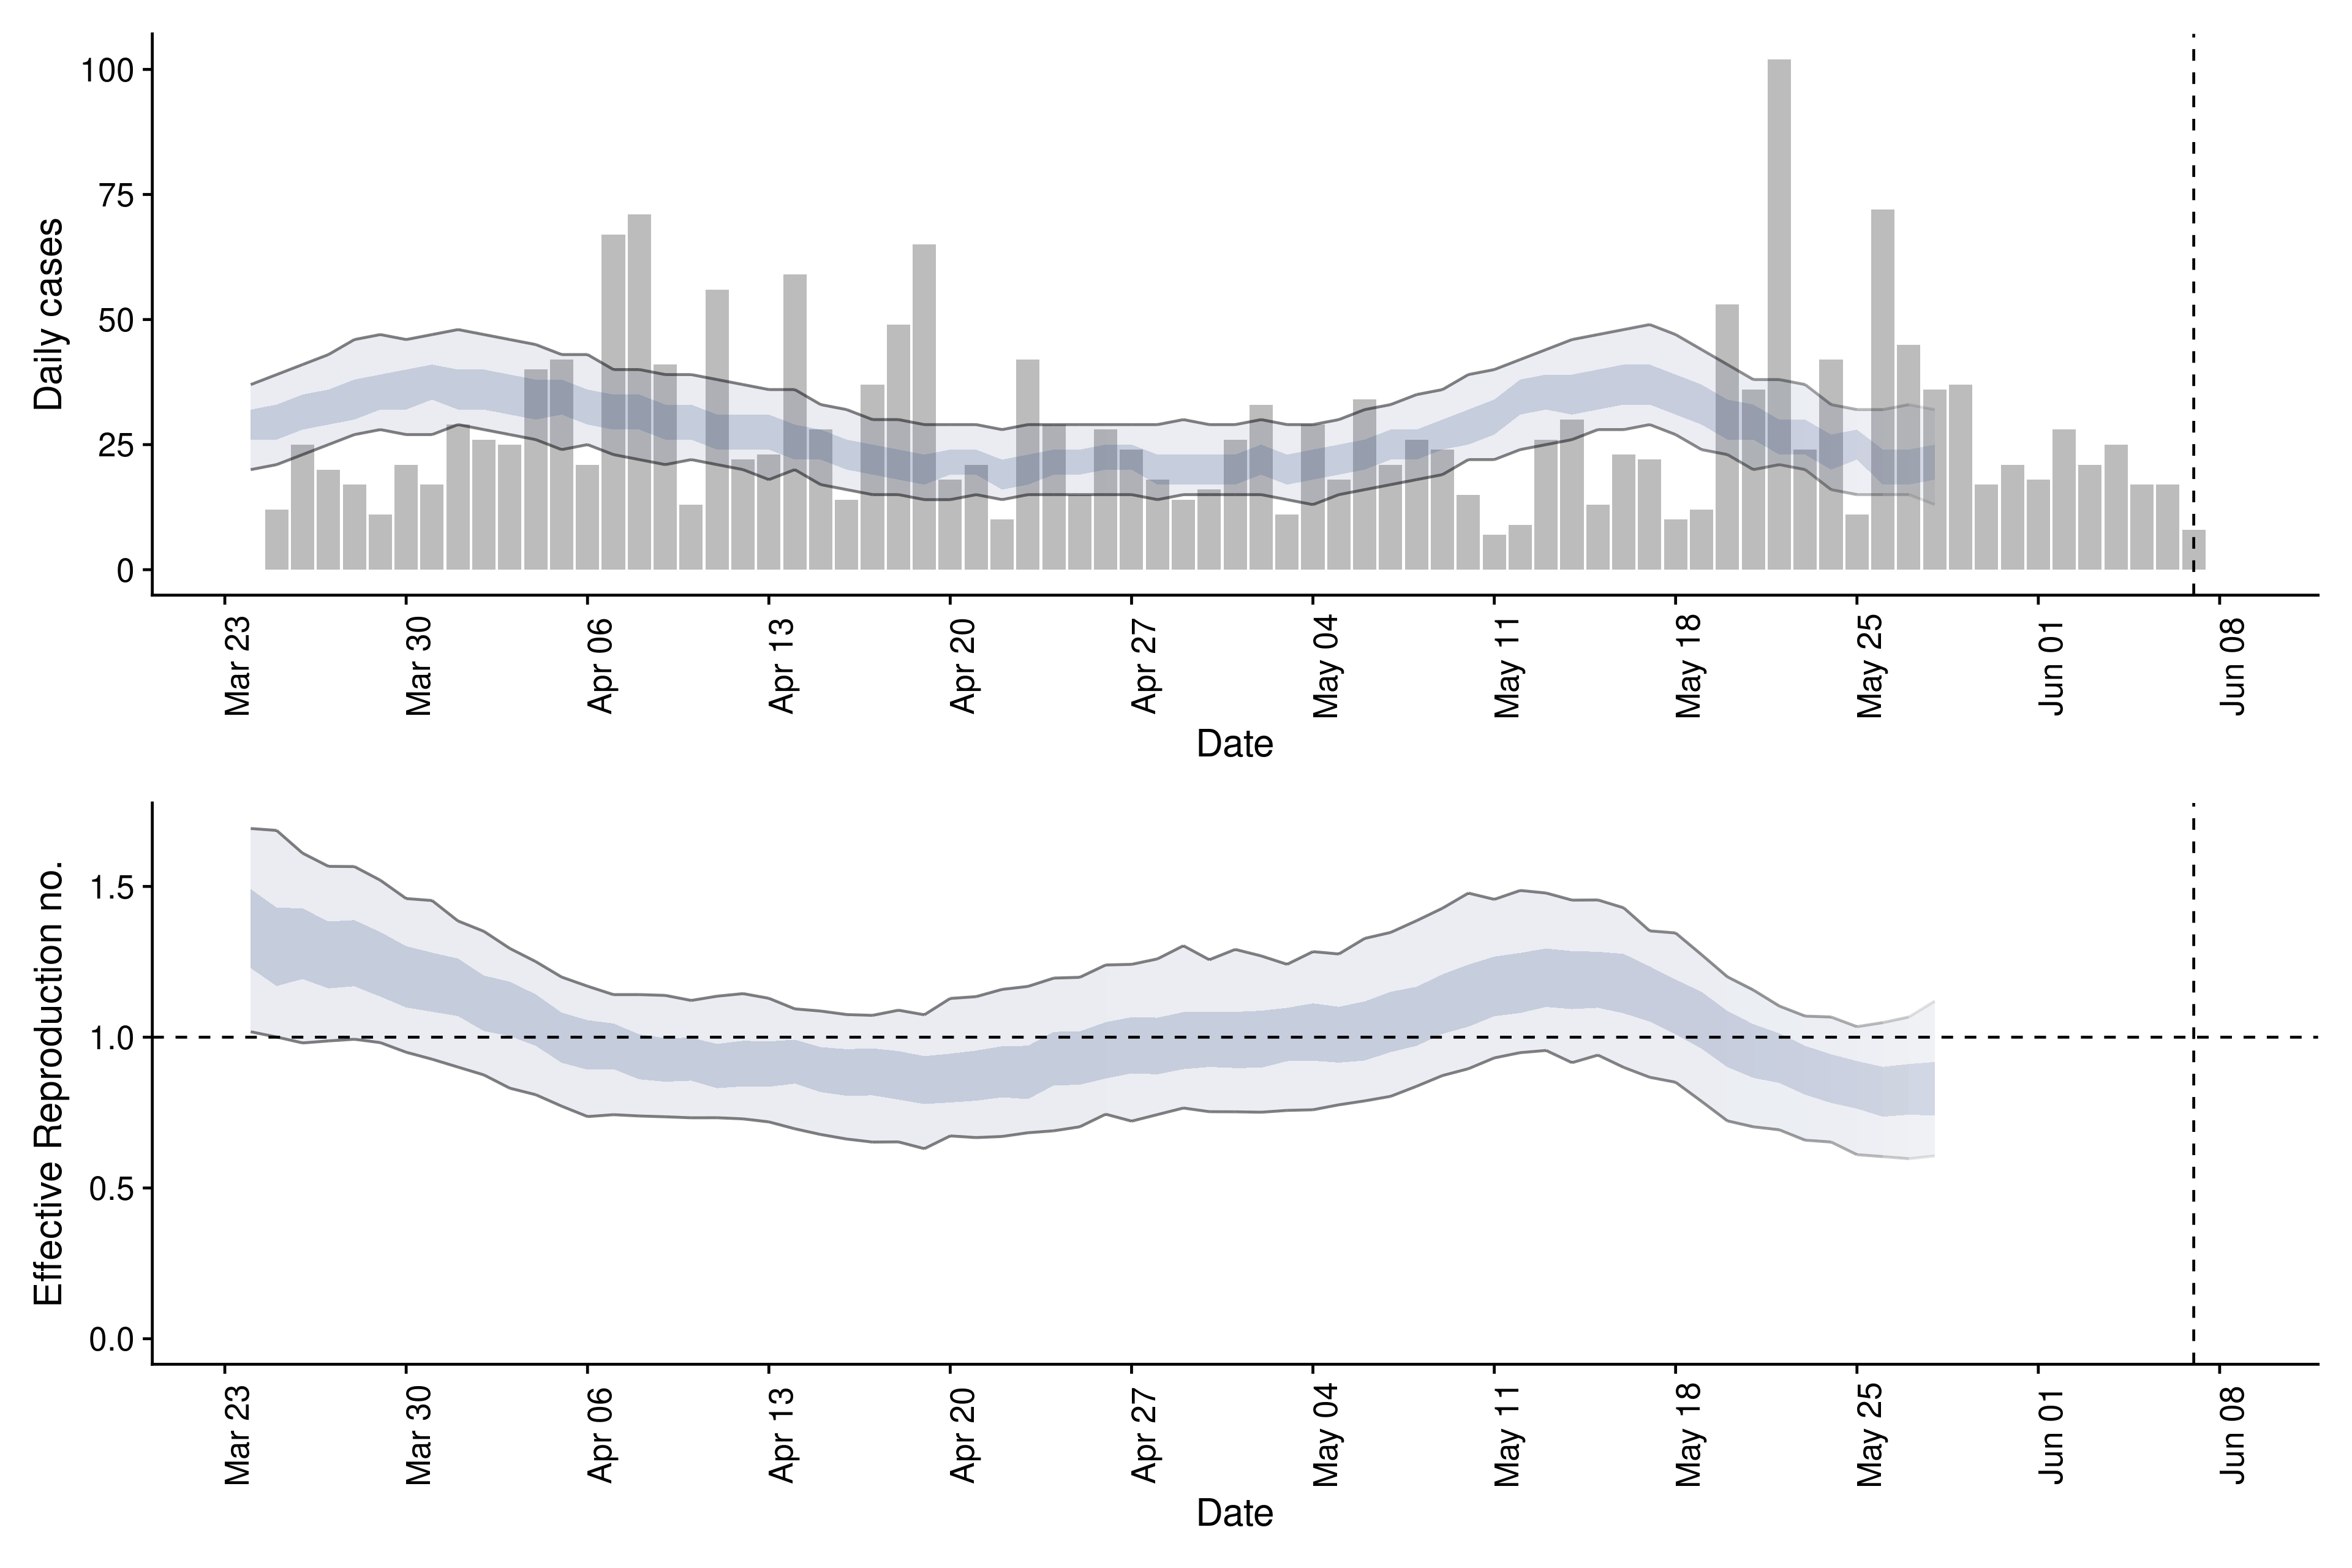 Daily cases
100
75
50
25
0
Mar 23
Mar 30
Apr 06
Apr 13
Apr 20
Apr 27
May 04
May 11
May 18
May 25
Jun 01
Jun 08
Date
Effective Reproduction no.
1.5
1.0
0.5
0.0
Mar 23
Mar 30
Apr 06
Apr 13
Apr 20
Apr 27
May 04
May 11
May 18
May 25
Jun 01
Jun 08
Date